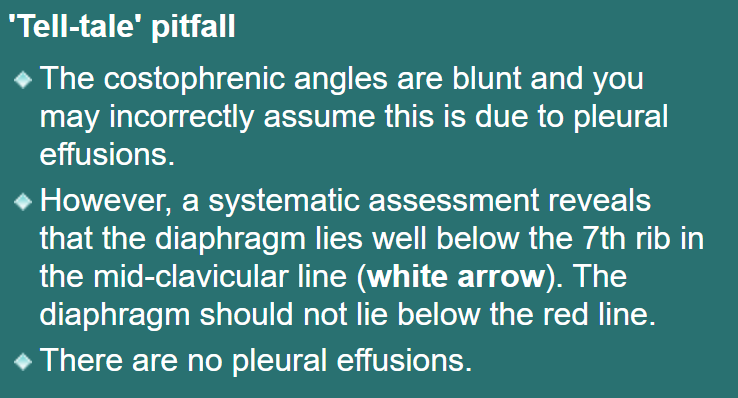 'Tell-tale' pitfall
The costophrenic angles are blunt and you
may incorrectly assume this is due to pleural
effusions.
However, a systematic assessment reveals
that the diaphragm lies well below the 7th rib in
the mid-clavicular line (white arrow). The
diaphragm should not lie below the red line.
There are no pleural effusions.